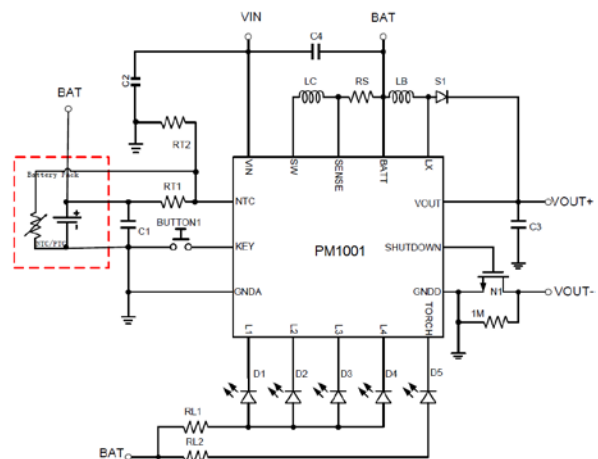 VIN
BAT
C4
C2
LC
RS
LB
S1
BAT
RT2
VIN
SW
SENSE
BATT
LX
Battery Pack
RT1
NTC
VOUT
VOUT+
C1
BUTTON1
C3
NTC/PTC
KEY
PM1001
SHUTDOWN
GNDA
GNDD
N1
VOUT-
TORCH
1M
L1
L2
L3
L4
D1
D2
D3
D4
D5
RL1
RL2
BAT